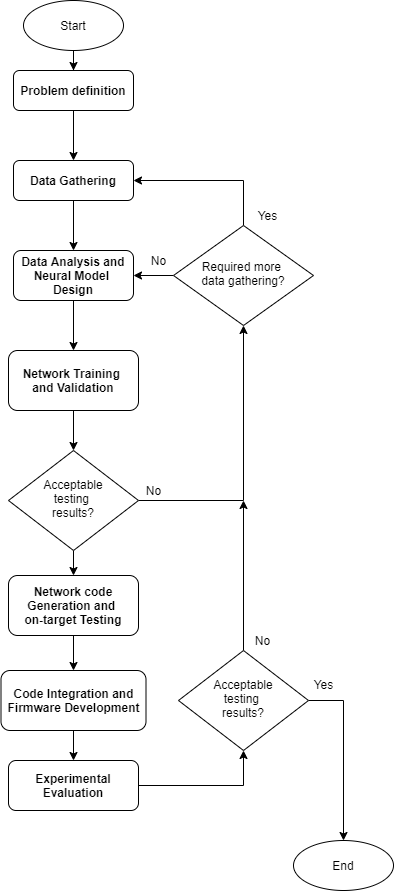 Start
Problem definition
Data Gathering
Yes
No
Required more
data gathering?
Data Analysis and
Neural Model
Design
Network Training
and Validation
Acceptable
testing
results?
No
Network code
Generation and
on-target Testing
No
Code Integration and
Firmware Development
Acceptable
testing
results?
Yes
Experimental
Evaluation
End